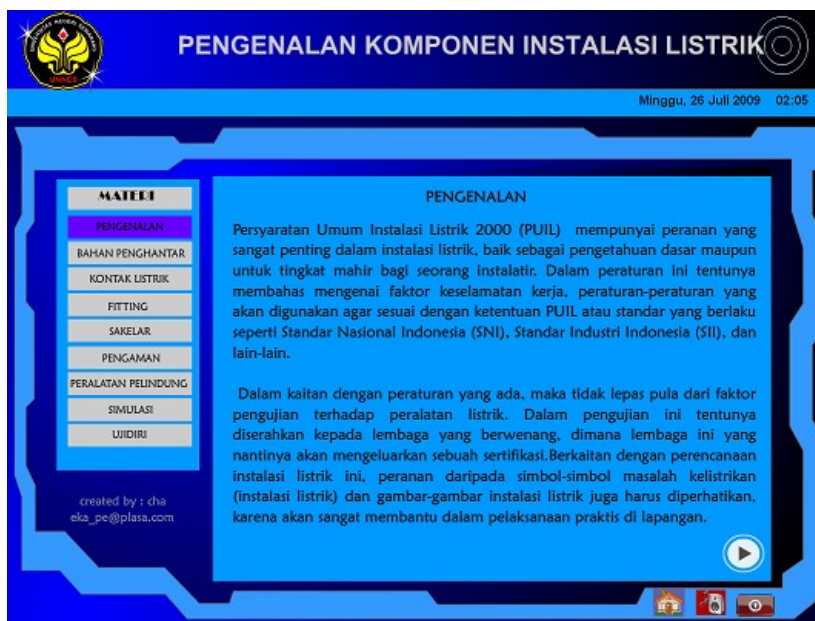 UNNES
PENGENALAN KOMPONEN INSTALASI LISTRIK
Minggu, 26 Juli 2009 02:05
MATERI
PENGENALAN
BAHAN PENGHANTAR
KONTAK LISTRIK
FITTING
SAKELAR
PENGAMAN
PERALATAN PELINDUNG
SIMULASI
UJIDIRI
created by : cha
eka_pe@plasa.com
PENGENALAN
Persyaratan Umum Instalasi Listrik 2000 (PUIL) mempunyai peranan yang
sangat penting dalam instalasi listrik, baik sebagai pengetahuan dasar maupun
untuk tingkat mahir bagi seorang instalatir. Dalam peraturan ini tentunya
membahas mengenai faktor keselamatan kerja, peraturan-peraturan yang
akan digunakan agar sesuai dengan ketentuan PUIL atau standar yang berlaku
seperti Standar Nasional Indonesia (SNI), Standar Industri Indonesia (SII), dan
lain-lain.
Dalam kaitan dengan peraturan yang ada, maka tidak lepas pula dari faktor
pengujian terhadap peralatan listrik. Dalam pengujian ini tentunya
diserahkan kepada lembaga yang berwenang, dimana lembaga ini yang
nantinya akan mengeluarkan sebuah sertifikasi.Berkaitan dengan perencanaan
instalasi listrik ini, peranan daripada simbol-simbol masalah kelistrikan
(instalasi listrik) dan gambar-gambar instalasi listrik juga harus diperhatikan,
karena akan sangat membantu dalam pelaksanaan praktis di lapangan.